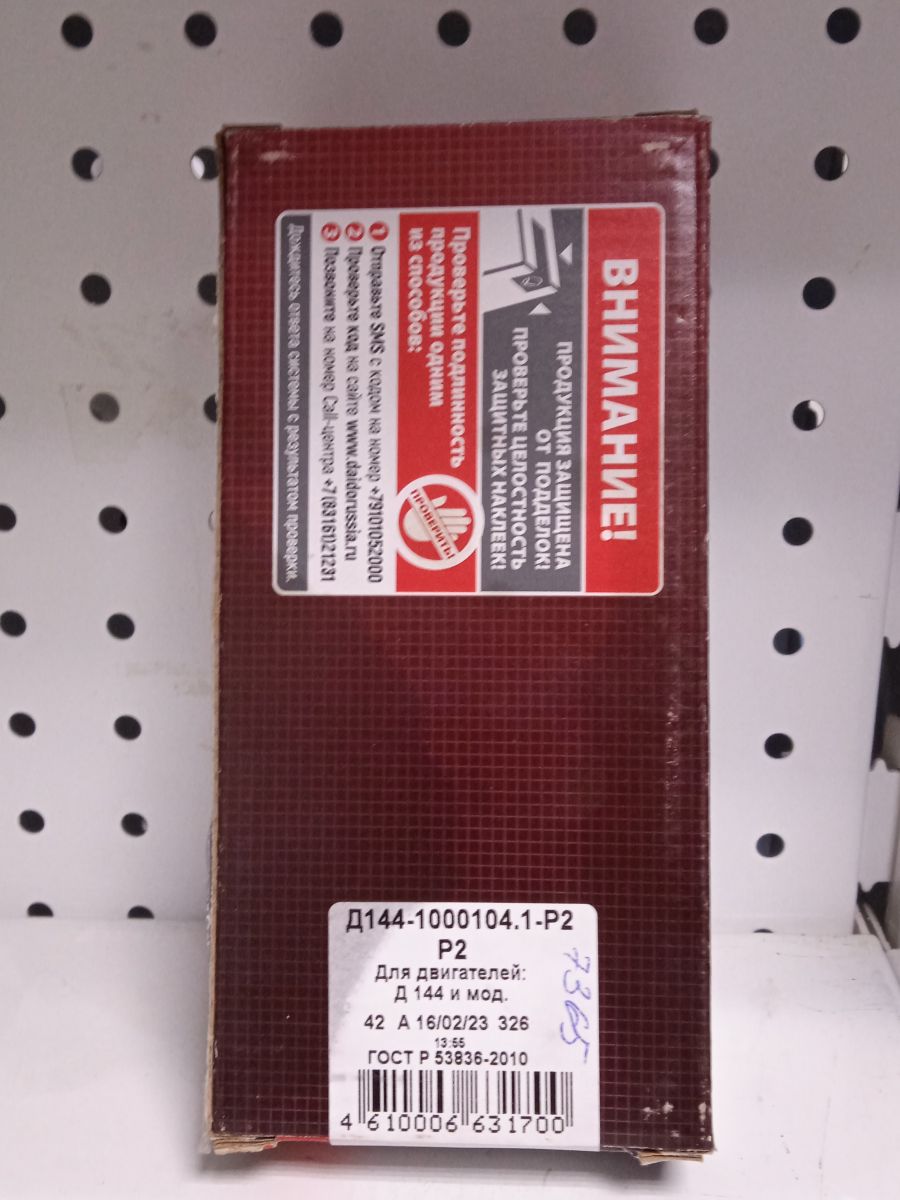 ВНИМАНИЕ!
ПРОДУКЦИЯ ЗАЩИЩЕНА
ОТ ПОДДЕЛОК!
ПРОВЕРЬТЕ ЦЕЛОСТНОСТЬ
ЗАЩИТНЫХ НАКЛЕЕК!
Проверьте подлинность
продукции одним
из способов:
ПРОВЕРИТЬ!
1 Отправьте SMS с кодом на номер +79101052000
2 Проверьте код на сайте www.daidorussia.ru
3 Позвоните на номер Call-центра +7(83161)21231
Дождитесь ответа системы с результатом проверки.
Д144-1000104.1-Р2
Р2
Для двигателей:
Д 144 и мод.
42 А 16/02/23 326
13:55
ГОСТ Р 53836-2010
4 610006 631700
7365